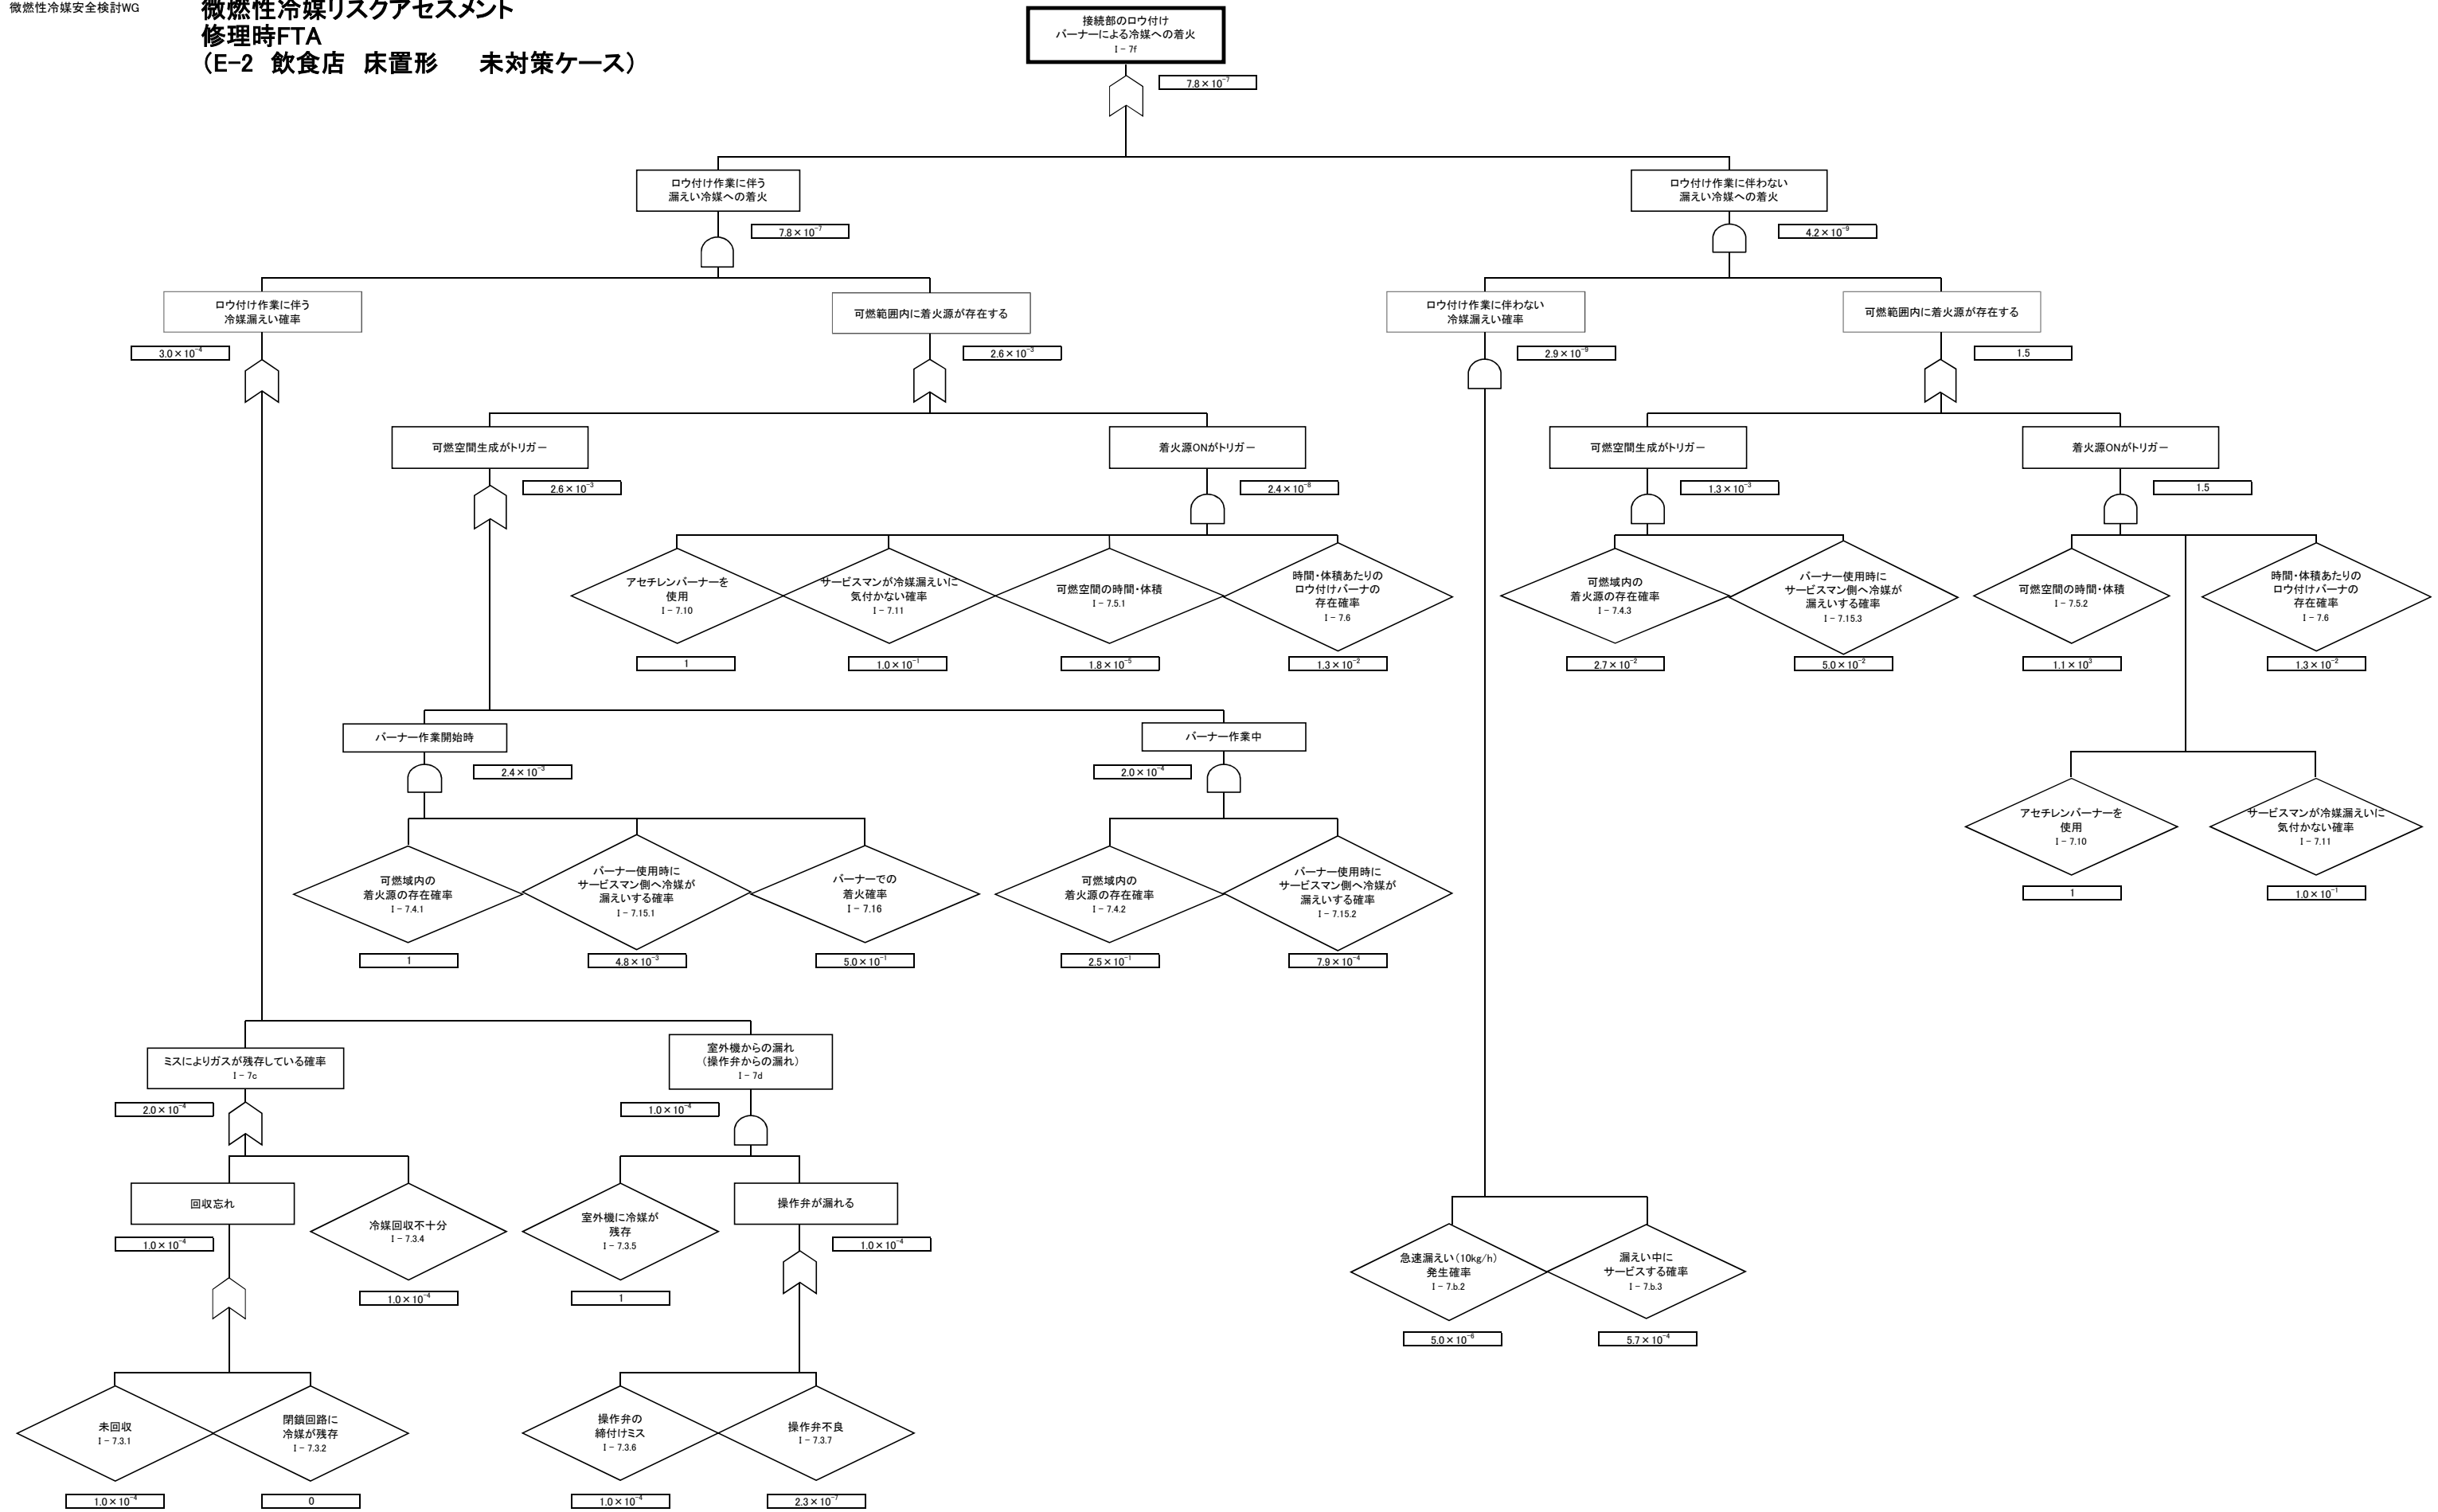 微燃性冷媒安全検討WG
微燃性冷媒リスクアセスメント
修理時FTA
（E-2 飲食店 床置形 未対策ケース）
接続部のロウ付け
バーナーによる冷媒への着火
I - 7f
7.8×10⁻⁷
ロウ付け作業に伴う
漏えい冷媒への着火
7.8×10⁻⁷
ロウ付け作業に伴わない
漏えい冷媒への着火
4.2×10⁻⁹
ロウ付け作業に伴う
冷媒漏えい確率
3.0×10⁻⁴
可燃範囲内に着火源が存在する
2.6×10⁻³
ロウ付け作業に伴わない
冷媒漏えい確率
2.9×10⁻⁹
可燃範囲内に着火源が存在する
1.5
可燃空間生成がトリガー
2.6×10⁻³
着火源ONがトリガー
2.4×10⁻⁸
可燃空間生成がトリガー
1.3×10⁻³
着火源ONがトリガー
1.5
アセチレンバーナーを
使用
I - 7.10
1
サービスマンが冷媒漏えいに
気付かない確率
I - 7.11
1.0×10⁻¹
可燃空間の時間・体積
I - 7.5.1
1.8×10⁻⁵
時間・体積あたりの
ロウ付けバーナの
存在確率
I - 7.6
1.3×10⁻²
可燃域内の
着火源の存在確率
I - 7.4.3
2.7×10⁻²
バーナー使用時に
サービスマン側へ冷媒が
漏えいする確率
I - 7.15.3
5.0×10⁻²
可燃空間の時間・体積
I - 7.5.2
1.1×10³
時間・体積あたりの
ロウ付けバーナの
存在確率
I - 7.6
1.3×10⁻²
バーナー作業開始時
2.4×10⁻³
バーナー作業中
2.0×10⁻⁴
アセチレンバーナーを
使用
I - 7.10
1
サービスマンが冷媒漏えいに
気付かない確率
I - 7.11
1.0×10⁻¹
可燃域内の
着火源の存在確率
I - 7.4.1
1
バーナー使用時に
サービスマン側へ冷媒が
漏えいする確率
I - 7.15.1
4.8×10⁻³
バーナーでの
着火確率
I - 7.16
5.0×10⁻¹
可燃域内の
着火源の存在確率
I - 7.4.2
2.5×10⁻¹
バーナー使用時に
サービスマン側へ冷媒が
漏えいする確率
I - 7.15.2
7.9×10⁻⁴
ミスによりガスが残存している確率
I - 7c
2.0×10⁻⁴
室外機からの漏れ
（操作弁からの漏れ）
I - 7d
1.0×10⁻⁴
回収忘れ
1.0×10⁻⁴
冷媒回収不十分
I - 7.3.4
1.0×10⁻⁴
室外機に冷媒が
残存
I - 7.3.5
1
操作弁が漏れる
1.0×10⁻⁴
急速漏えい（10kg/h）
発生確率
I - 7.b.2
5.0×10⁻⁶
漏えい中に
サービスする確率
I - 7.b.3
5.7×10⁻⁴
未回収
I - 7.3.1
1.0×10⁻⁴
閉鎖回路に
冷媒が残存
I - 7.3.2
0
操作弁の
締付けミス
I - 7.3.6
1.0×10⁻⁴
操作弁不良
I - 7.3.7
2.3×10⁻⁷